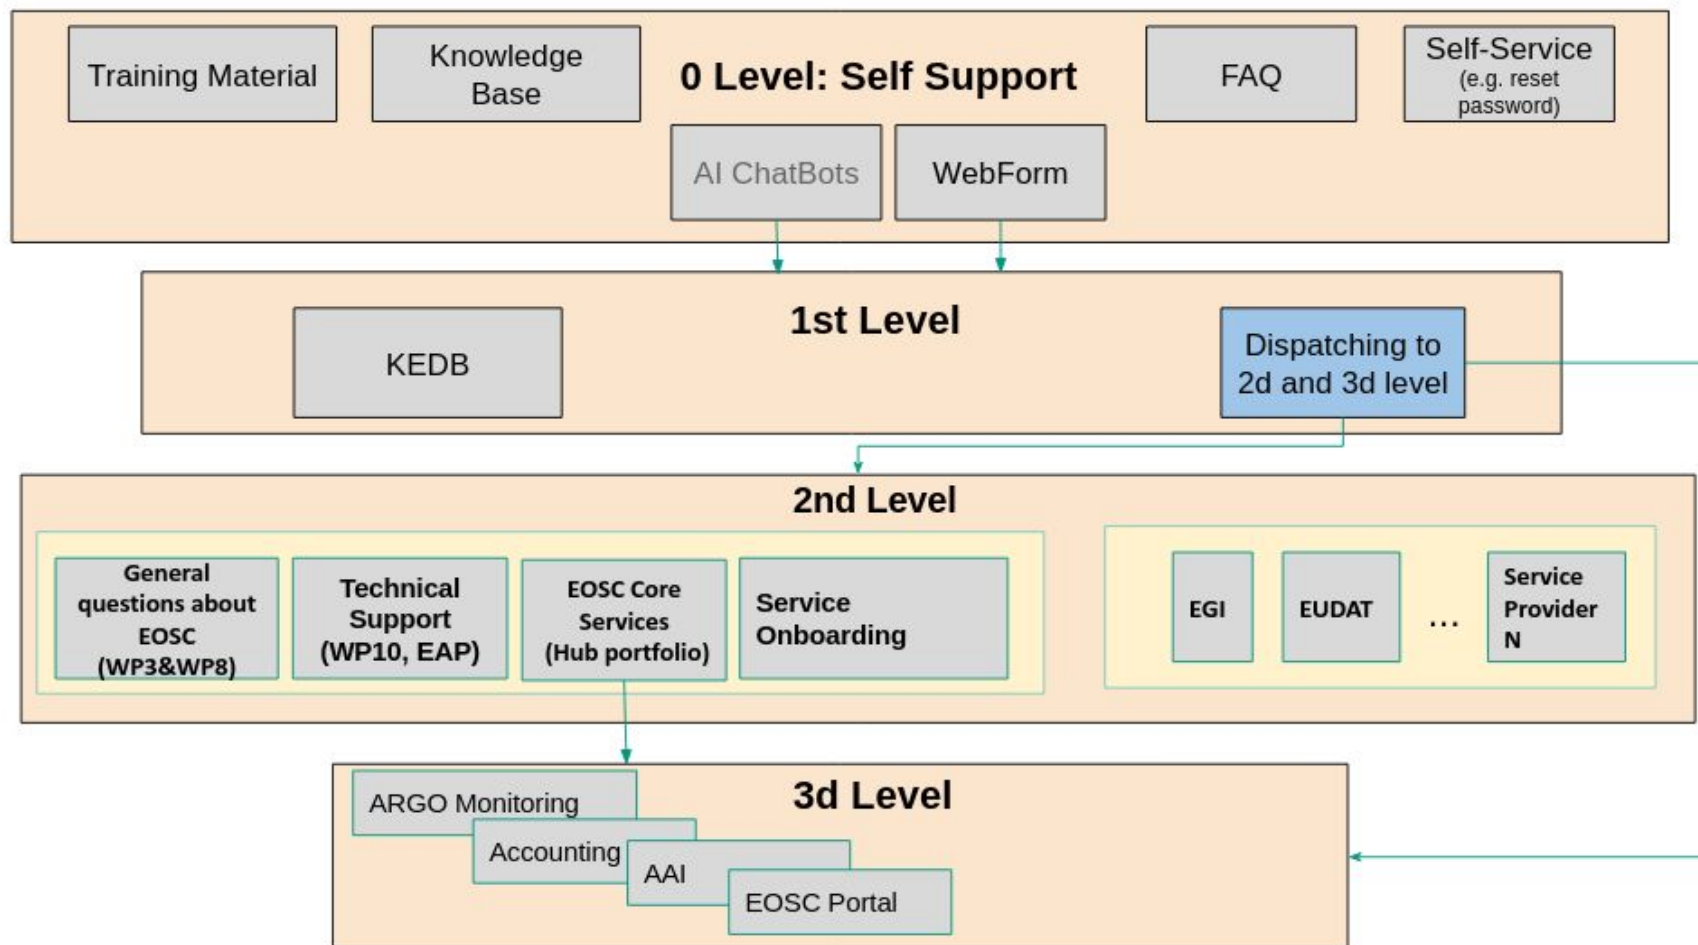 Training Material
Knowledge
Base
0 Level: Self Support
FAQ
Self-Service
(e.g. reset
password)
AI ChatBots
WebForm
1st Level
KEDB
Dispatching to
2d and 3d level
2nd Level
General
questions about
EOSC
(WP3&WP8)
Technical
Support
(WP10, EAP)
EOSC Core
Services
(Hub portfolio)
Service
Onboarding
EGI
EUDAT
...
Service
Provider
N
3d Level
ARGO Monitoring
Accounting
AAI
EOSC Portal